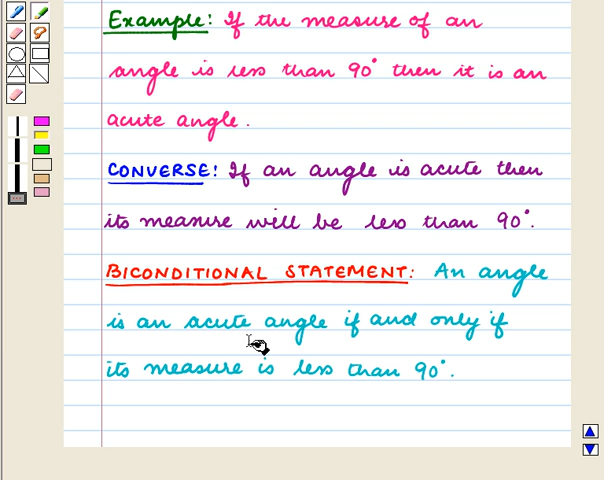 Example: If the measure of an
angle is less than 90° then it is an
acute angle.
CONVERSE: If an angle is acute then
its measure will be less than 90°.
BICONDITIONAL STATEMENT: An angle
is an acute angle if and only if
its measure is less than 90°.